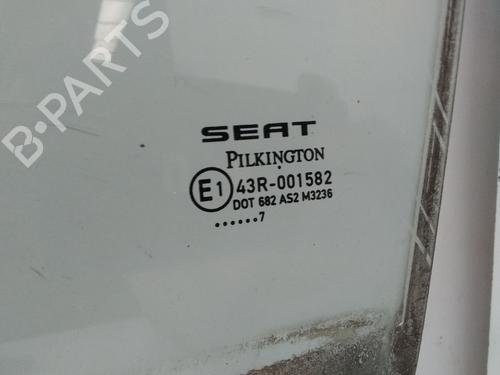 B-PARTS
SEAT
PILKINGTON
E1 43R-001582
DOT 682 AS2 M3236
......7